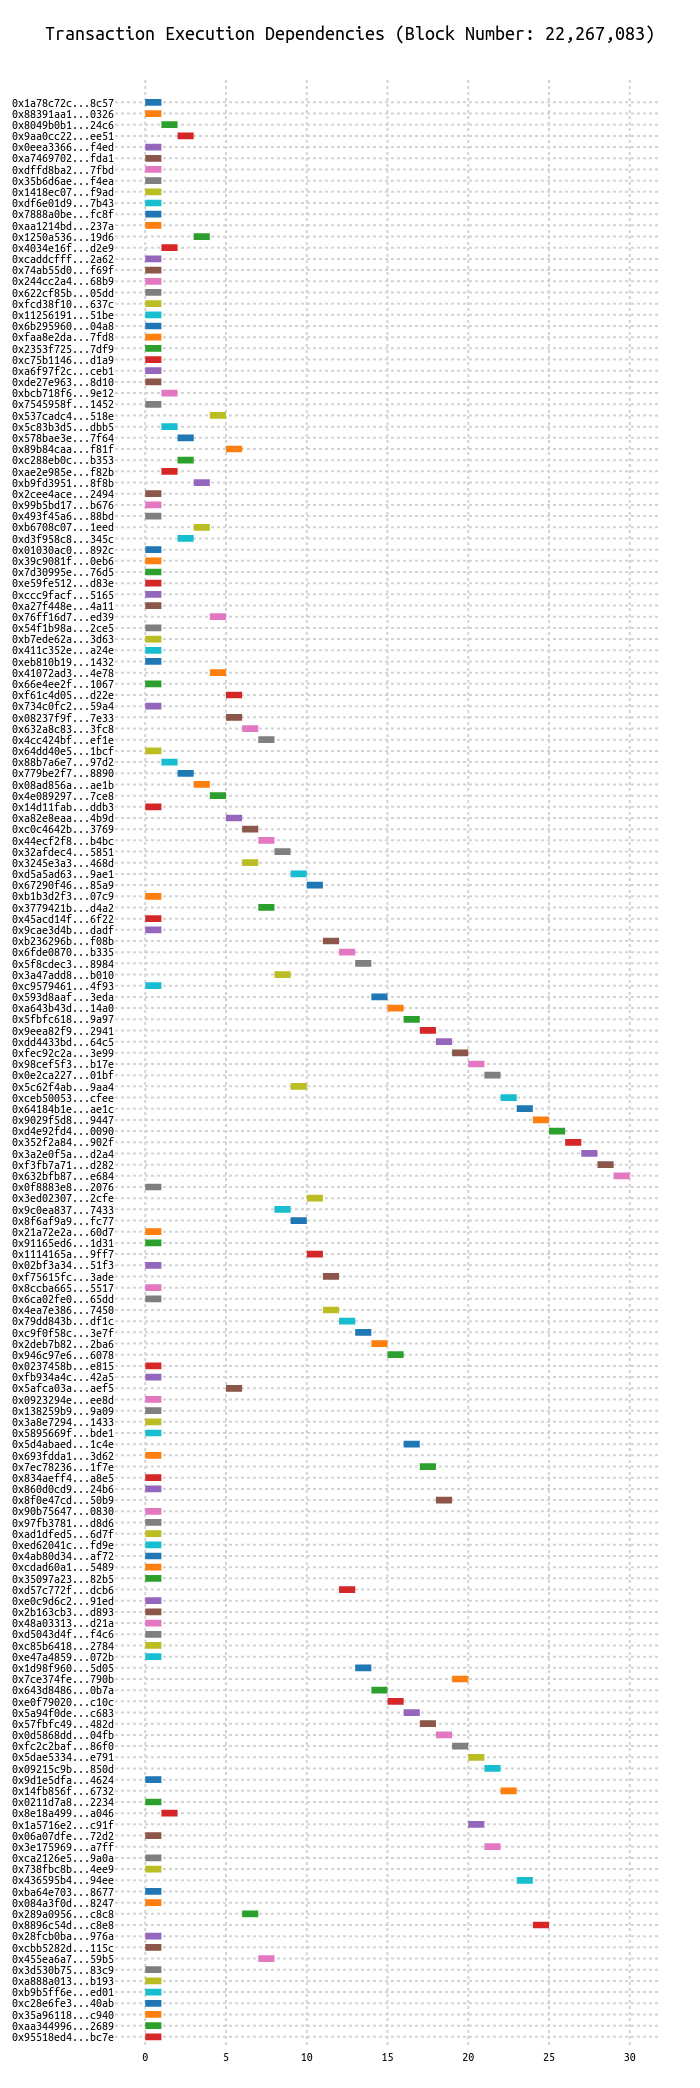 Transaction Execution Dependencies (Block Number: 22,267,083)
0x1a78c72c...8c57
0x88391aa1...0326
0x8049b0b1...24c6
0x9aa0cc22...ee51
0x0eea3366...f4ed
0xa7469702...fda1
0xdffd8ba2...7fbd
0x35b6d6ae...f4ea
0x1418ec07...f9ad
0xdf6e01d9...7b43
0x7888a0be...fc8f
0xaa1214bd...237a
0x1250a536...19d6
0x4034e16f...d2e9
0xcaddcfff...2a62
0x74ab55d0...f69f
0x244cc2a4...68b9
0x622cf85b...05dd
0xfcd38f10...637c
0x11256191...51be
0x6b295960...04a8
0xfaa8e2da...7fd8
0x2353f725...7df9
0xc75b1146...d1a9
0xa6f97f2c...ceb1
0xde27e963...8d10
0xbcb718f6...9e12
0x7545958f...1452
0x537cadc4...518e
0x5c83b3d5...dbb5
0x578bae3e...7f64
0x89b84caa...f81f
0xc288eb0c...b353
0xae2e985e...f82b
0xb9fd3951...8f8b
0x2cee4ace...2494
0x99b5bd17...b676
0x493f45a6...88bd
0xb6708c07...1eed
0xd3f958c8...345c
0x01030ac0...892c
0x39c9081f...0eb6
0x7d30995e...76d5
0xe59fe512...d83e
0xccc9facf...5165
0xa27f448e...4a11
0x76ff16d7...ed39
0x54f1b98a...2ce5
0xb7ede62a...3d63
0x411c352e...a24e
0xeb810b19...1432
0x41072ad3...4e78
0x66e4ee2f...1067
0xf61c4d05...d22e
0x734c0fc2...59a4
0x08237f9f...7e33
0x632a8c83...3fc8
0x4cc424bf...ef1e
0x64dd40e5...1bcf
0x88b7a6e7...97d2
0x779be2f7...8890
0x08ad856a...ae1b
0x4e089297...7ce8
0x14d11fab...ddb3
0xa82e8eaa...4b9d
0xc0c4642b...3769
0x44ecf2f8...b4bc
0x32afdec4...5851
0x3245e3a3...468d
0xd5a5ad63...9ae1
0x67290f46...85a9
0xb1b3d2f3...07c9
0x3779421b...d4a2
0x45acd14f...6f22
0x9cae3d4b...dadf
0xb236296b...f08b
0x6fde0870...b335
0x5f8cdec3...8984
0x3a47add8...b010
0xc9579461...4f93
0x593d8aaf...3eda
0xa643b43d...14a0
0x5fbfc618...9a97
0x9eea82f9...2941
0xdd4433bd...64c5
0xfec92c2a...3e99
0x98cef5f3...b17e
0x0e2ca227...01bf
0x5c62f4ab...9aa4
0xceb50053...cfee
0x64184b1e...ae1c
0x9029f5d8...9447
0xd4e92fd4...0090
0x352f2a84...902f
0x3a2e0f5a...d2a4
0xf3fb7a71...d282
0x632bfb87...e684
0x0f8883e8...2076
0x3ed02307...2cfe
0x9c0ea837...7433
0x8f6af9a9...fc77
0x21a72e2a...60d7
0x91165ed6...1d31
0x1114165a...9ff7
0x02bf3a34...51f3
0xf75615fc...3ade
0x8ccba665...5517
0x6ca02fe0...65dd
0x4ea7e386...7450
0x79dd843b...df1c
0xc9f0f58c...3e7f
0x2deb7b82...2ba6
0x946c97e6...6078
0x0237458b...e815
0xfb934a4c...42a5
0x5afca03a...aef5
0x0923294e...ee8d
0x138259b9...9a09
0x3a8e7294...1433
0x5895669f...bde1
0x5d4abaed...1c4e
0x693fdda1...3d62
0x7ec78236...1f7e
0x834aeff4...a8e5
0x860d0cd9...24b6
0x8f0e47cd...50b9
0x90b75647...0830
0x97fb3781...d8d6
0xad1dfed5...6d7f
0xed62041c...fd9e
0x4ab80d34...af72
0xcdad60a1...5489
0x35097a23...82b5
0xd57c772f...dcb6
0xe0c9d6c2...91ed
0x2b163cb3...d893
0x48a03313...d21a
0xd5043d4f...f4c6
0xc85b6418...2784
0xe47a4859...072b
0x1d98f960...5d05
0x7ce374fe...790b
0x643d8486...0b7a
0xe0f79020...c10c
0x5a94f0de...c683
0x57fbfc49...482d
0x0d5868dd...04fb
0xfc2c2baf...86f0
0x5dae5334...e791
0x09215c9b...850d
0x9d1e5dfa...4624
0x14fb856f...6732
0x0211d7a8...2234
0x8e18a499...a046
0x1a5716e2...c91f
0x06a07dfe...72d2
0x3e175969...a7ff
0xca2126e5...9a0a
0x738fbc8b...4ee9
0x436595b4...94ee
0xba64e703...8677
0x084a3f0d...8247
0x289a0956...c8c8
0x8896c54d...c8e8
0x28fcb0ba...976a
0xcbb5282d...115c
0x455ea6a7...59b5
0x3d530b75...83c9
0xa888a013...b193
0xb9b5ff6e...ed01
0xc28e6fe3...40ab
0x35a96118...c940
0xaa344996...2689
0x95518ed4...bc7e
0 5 10 15 20 25 30